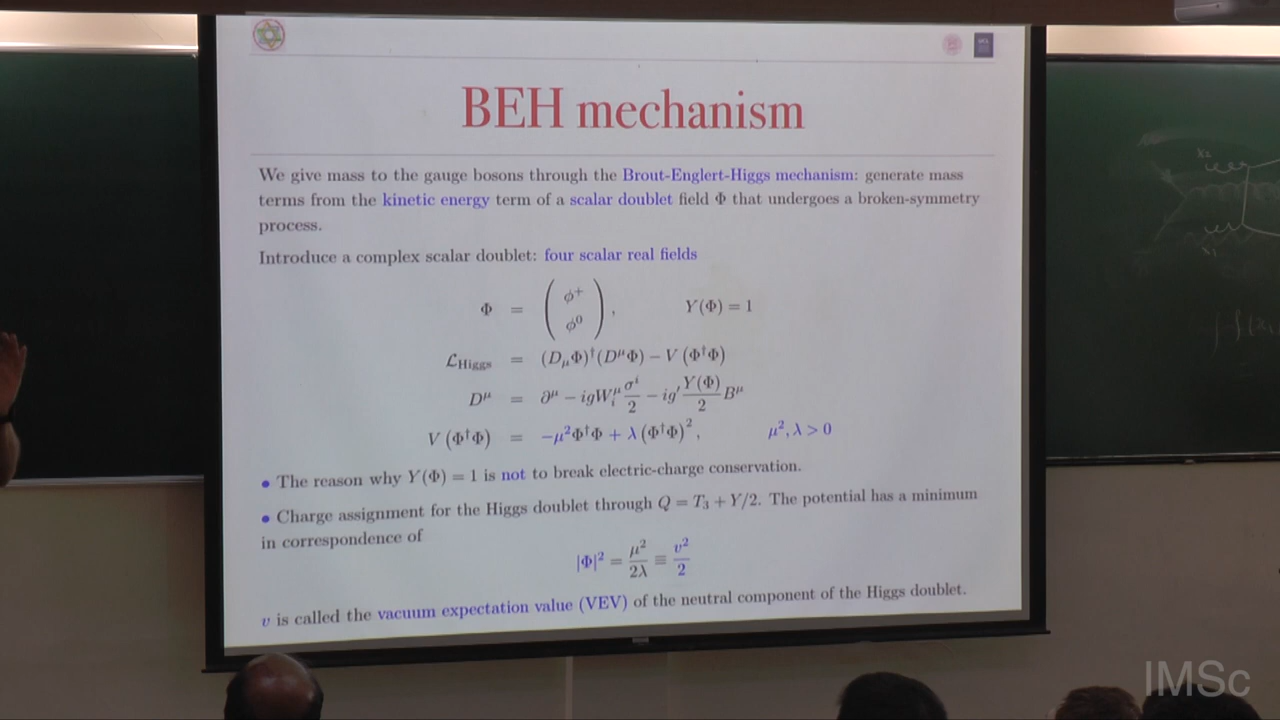 BEH mechanism
We give mass to the gauge bosons through the Brout-Englert-Higgs mechanism: generate mass
terms from the kinetic energy term of a scalar doublet field Φ that undergoes a broken-symmetry
process.
Introduce a complex scalar doublet: four scalar real fields
Φ = ( ϕ⁺ ϕ⁰ ), Y(Φ) = 1
ℒHiggs = (DμΦ)†(D^μΦ) − V (Φ†Φ)
D^μ = ∂^μ − igW_i^μ σ^i/2 − ig′ Y(Φ)/2 B^μ
V (Φ†Φ) = −μ²Φ†Φ + λ (Φ†Φ)², μ², λ > 0
• The reason why Y(Φ) = 1 is not to break electric-charge conservation.
• Charge assignment for the Higgs doublet through Q = T₃ + Y/2. The potential has a minimum
in correspondence of
|Φ|² = μ²/2λ ≡ υ²/2
υ is called the vacuum expectation value (VEV) of the neutral component of the Higgs doublet.
IMSc